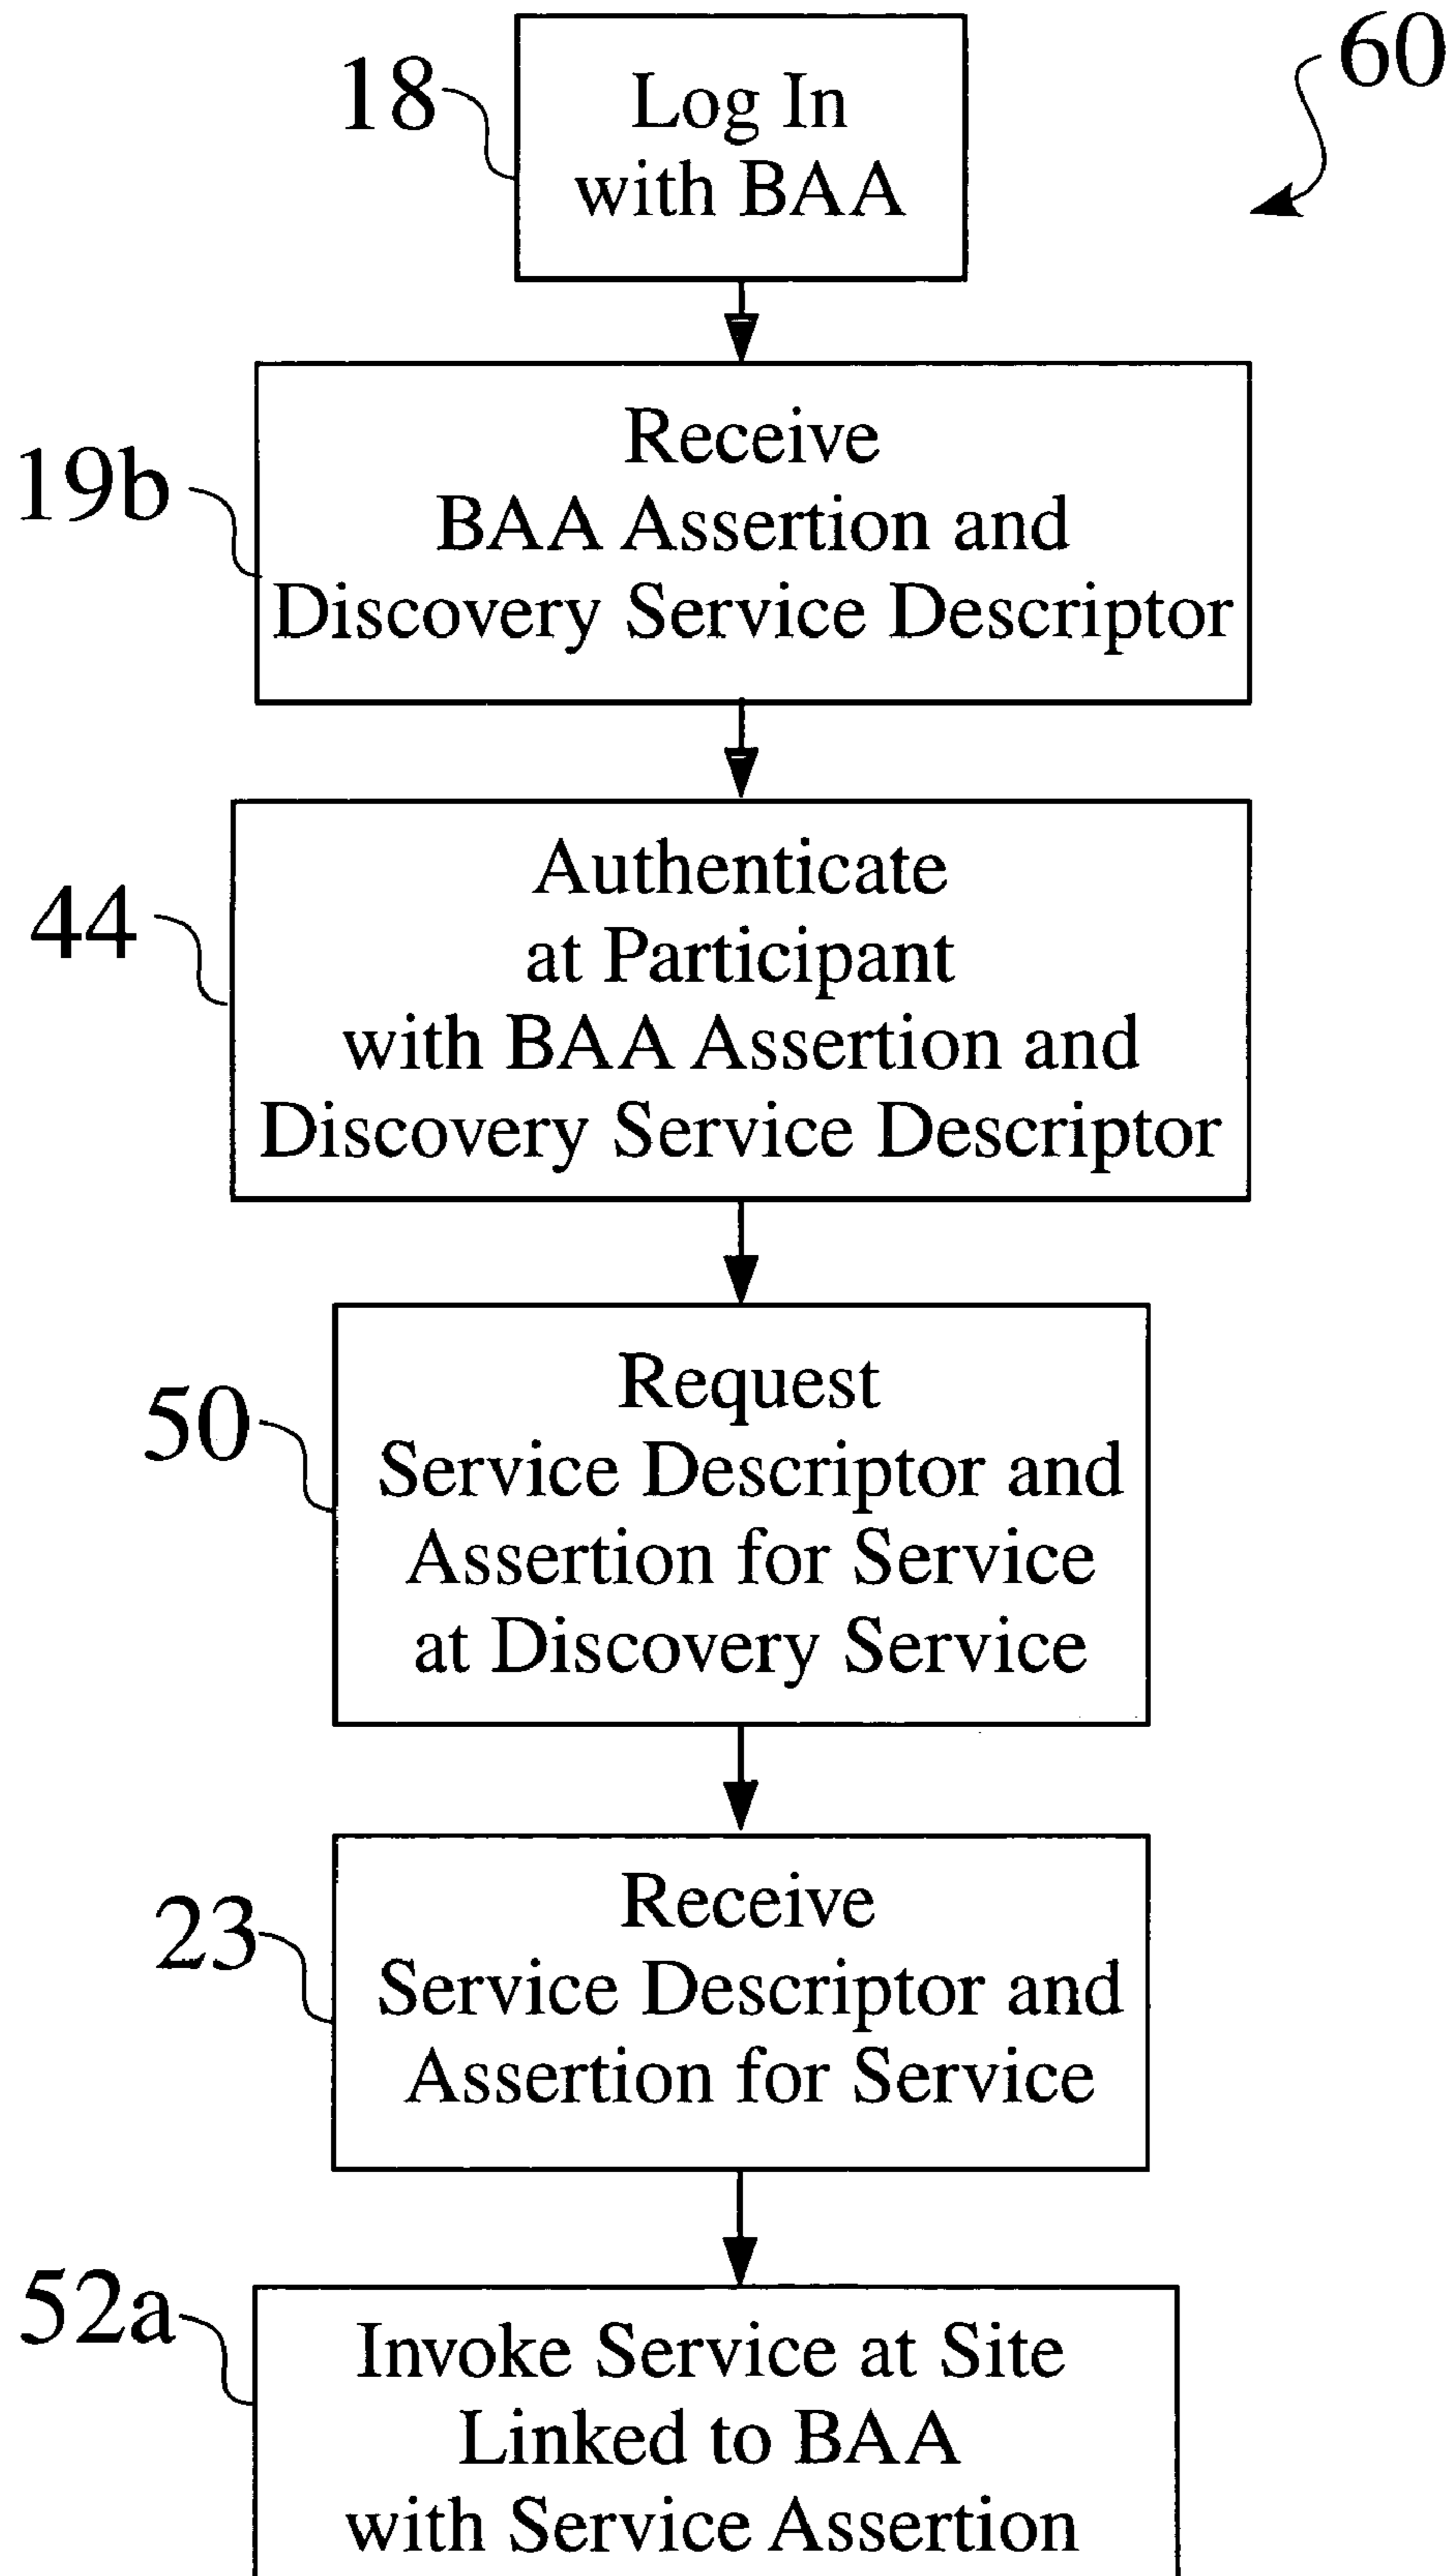 60
18
Log In
with BAA
19b
Receive
BAA Assertion and
Discovery Service Descriptor
44
Authenticate
at Participant
with BAA Assertion and
Discovery Service Descriptor
50
Request
Service Descriptor and
Assertion for Service
at Discovery Service
23
Receive
Service Descriptor and
Assertion for Service
52a
Invoke Service at Site
Linked to BAA
with Service Assertion